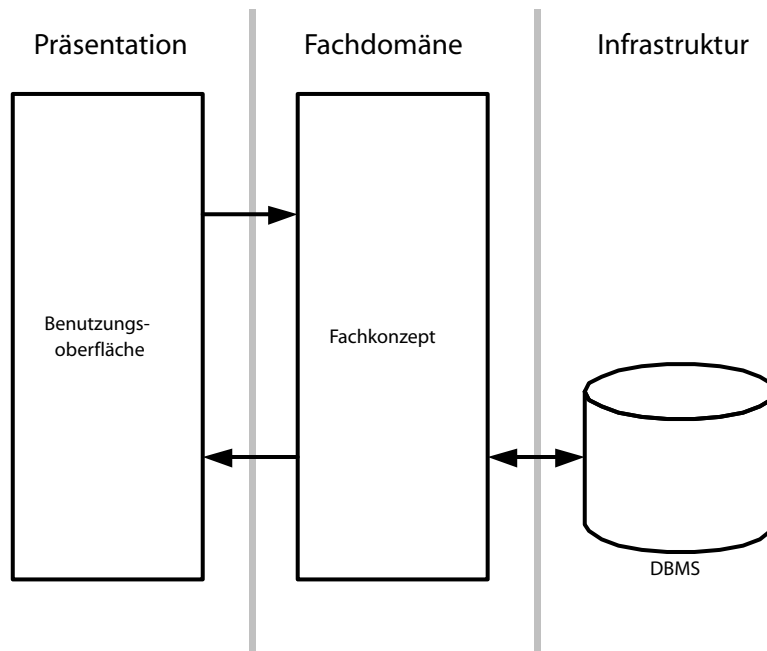 Präsentation
Fachdomäne
Infrastruktur
Benutzungs-
oberfläche
Fachkonzept
DBMS